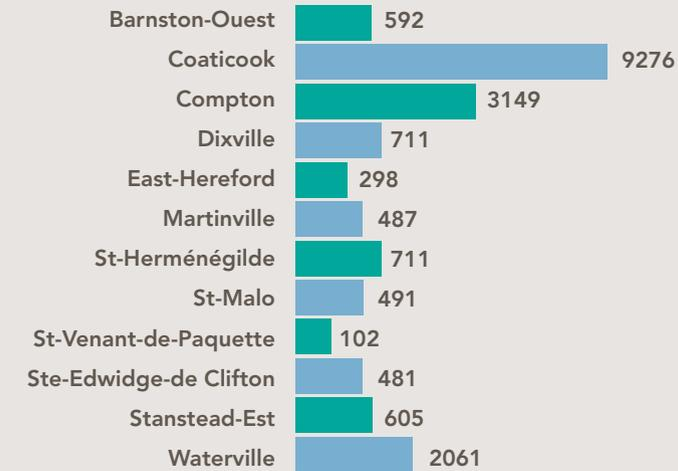 Barnston-Ouest 592
Coaticook 9276
Compton 3149
Dixville 711
East-Hereford 298
Martinville 487
St-Herménégilde 711
St-Malo 491
St-Venant-de-Paquette 102
Ste-Edwidge-de Clifton 481
Stanstead-Est 605
Waterville 2061